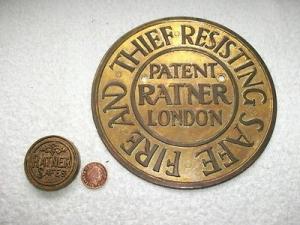 FIRE AND THIEF RESISTING SAFE
PATENT
RATNER
LONDON
RATNER
SAFES